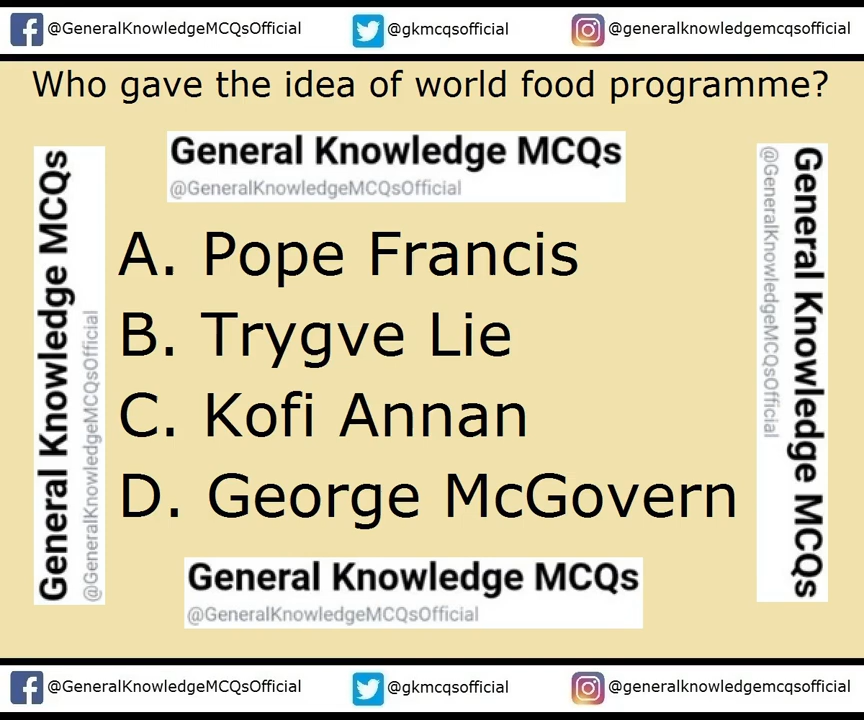 @GeneralKnowledgeMCQsOfficial @gkmcqsofficial @generalknowledgemcqsofficial
Who gave the idea of world food programme?
General Knowledge MCQs
@GeneralKnowledgeMCQsOfficial
General Knowledge MCQs
@GeneralKnowledgeMCQsOfficial
A. Pope Francis
B. Trygve Lie
C. Kofi Annan
D. George McGovern
General Knowledge MCQs
@GeneralKnowledgeMCQsOfficial
General Knowledge MCQs
@GeneralKnowledgeMCQsOfficial
@GeneralKnowledgeMCQsOfficial @gkmcqsofficial @generalknowledgemcqsofficial